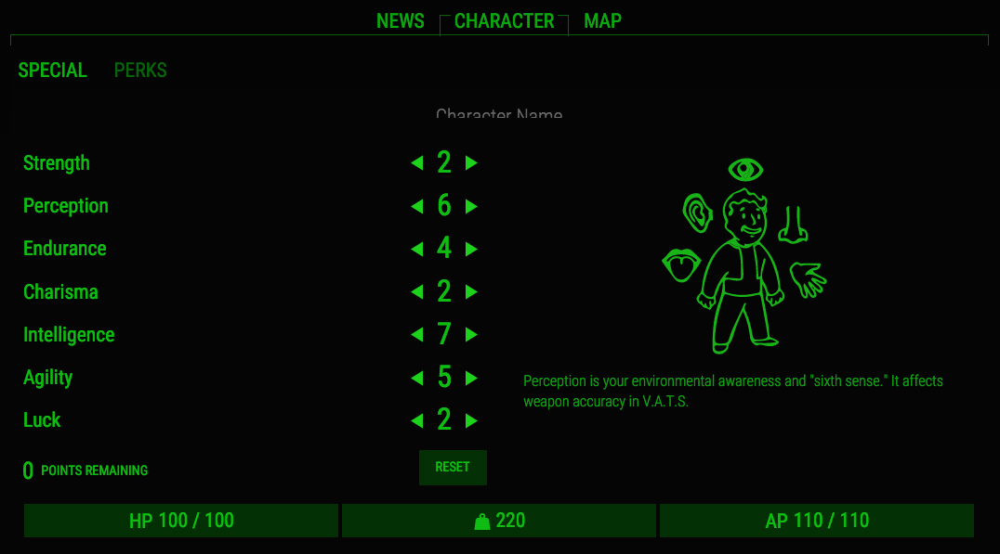 NEWS CHARACTER MAP
SPECIAL PERKS
Character Name
Strength 2
Perception 6
Endurance 4
Charisma 2
Intelligence 7
Agility 5
Luck 2
Perception is your environmental awareness and "sixth sense." It affects
weapon accuracy in V.A.T.S.
0 POINTS REMAINING
RESET
HP 100 / 100
220
AP 110 / 110